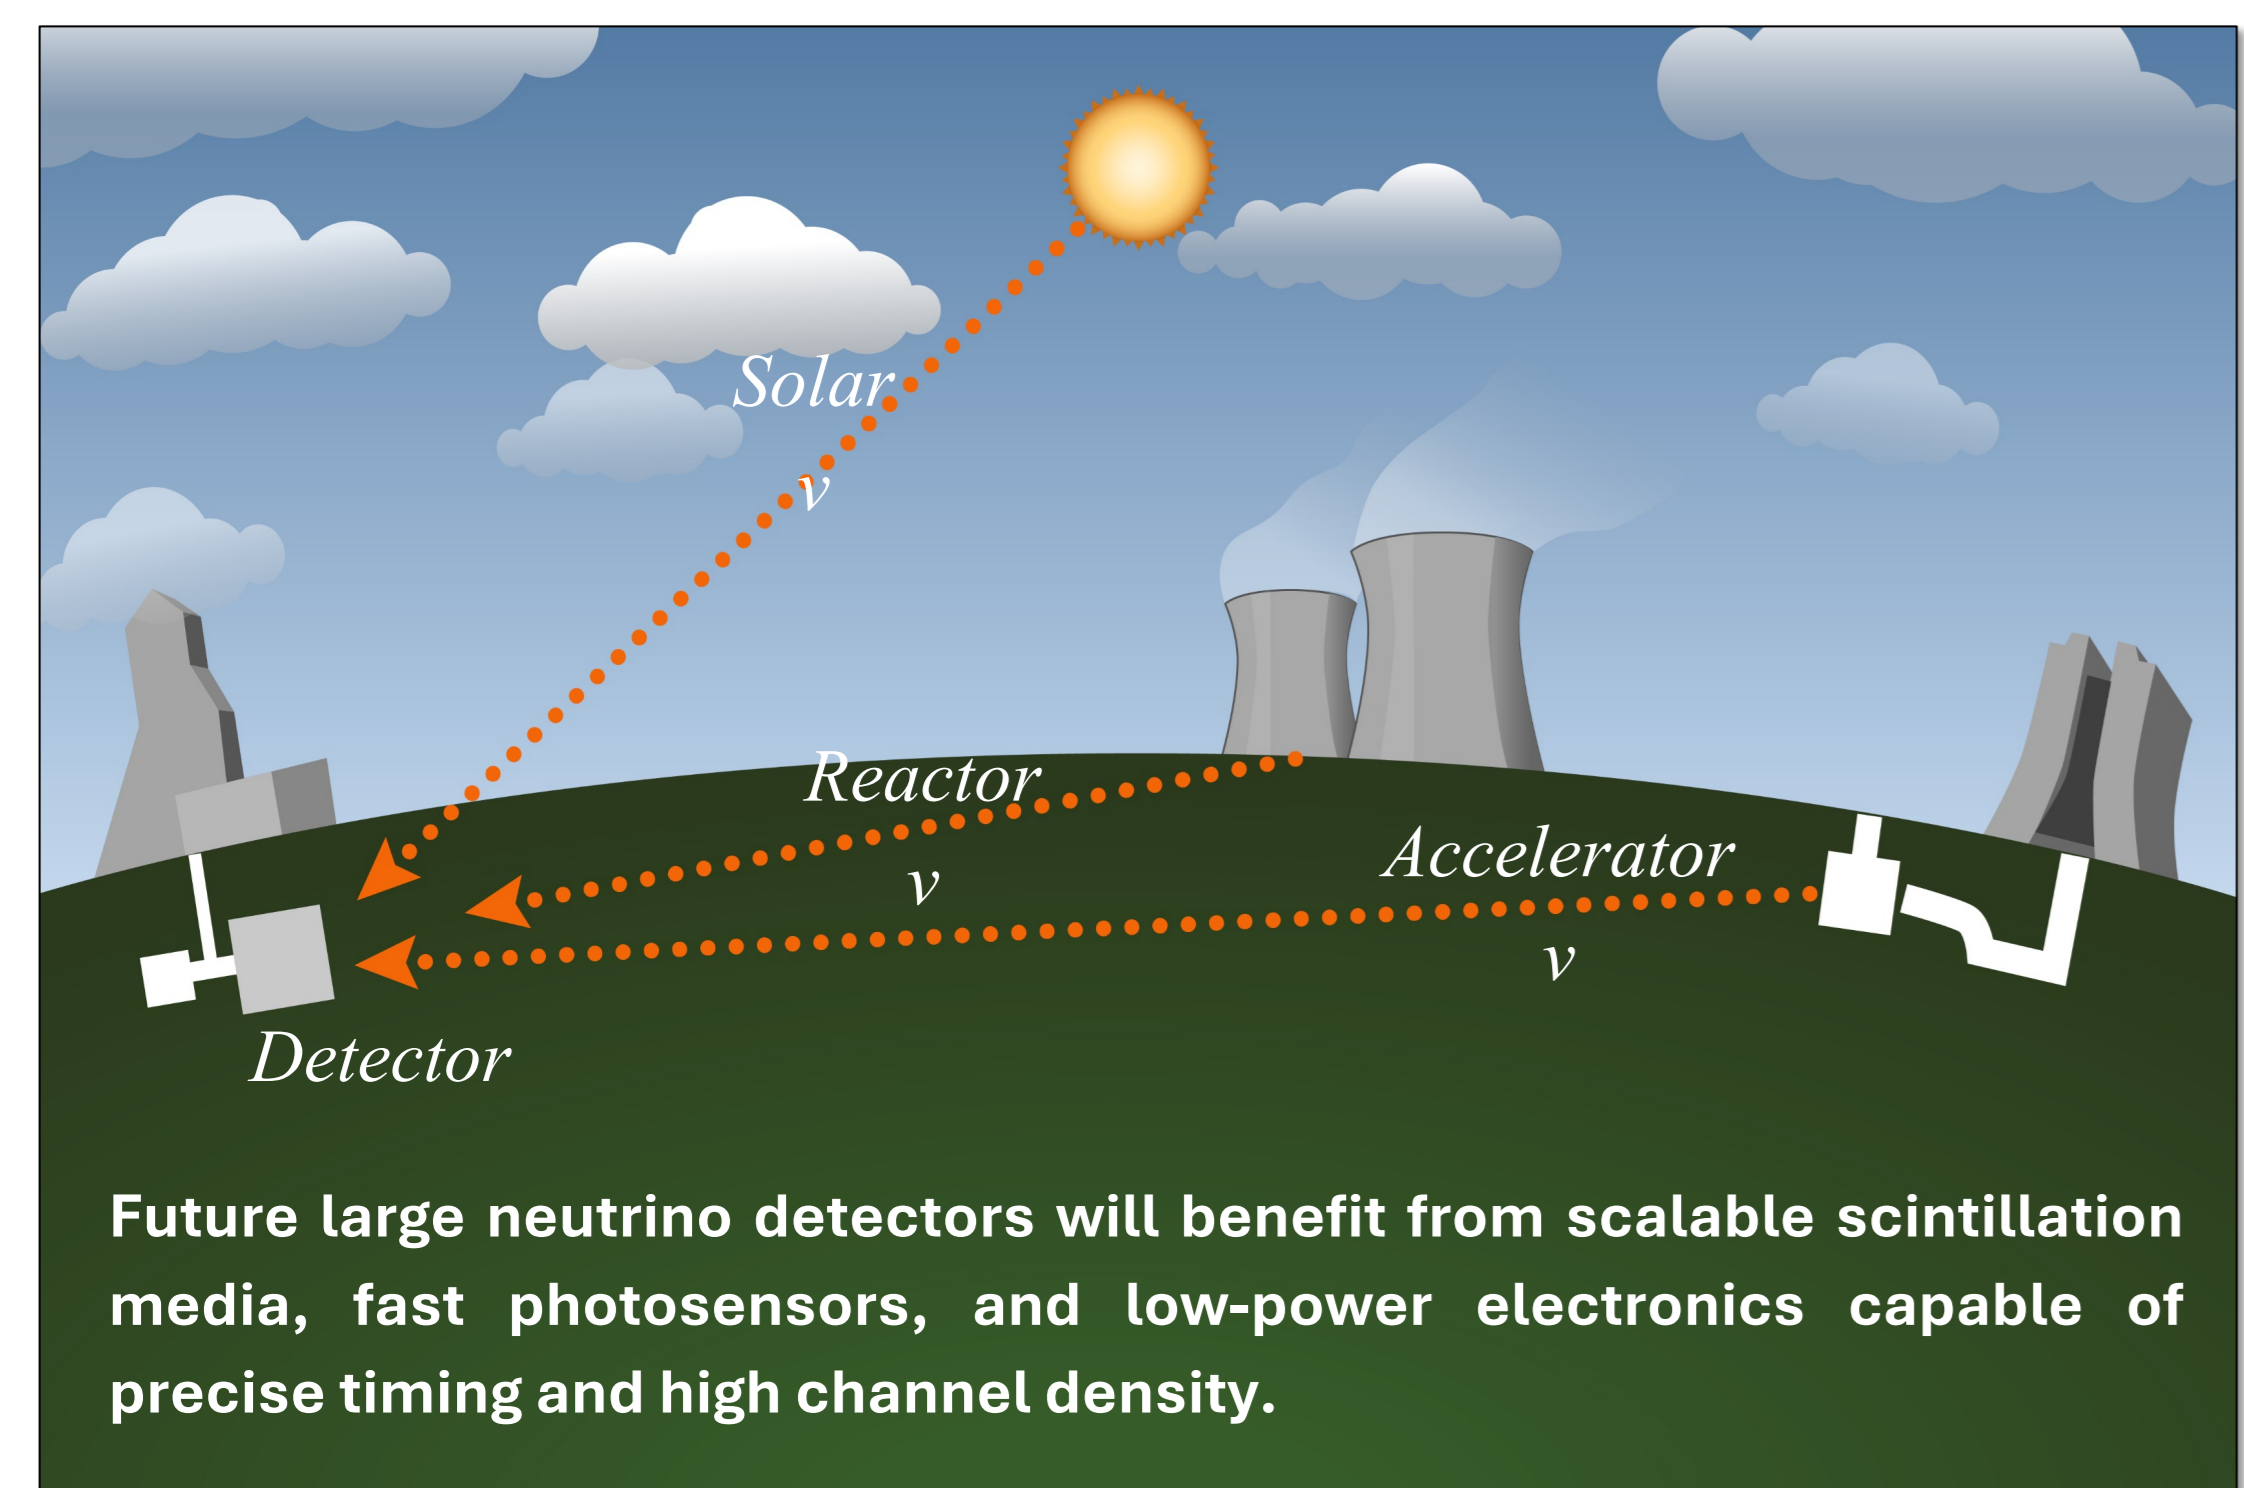 Solar
ν
Reactor
ν
Accelerator
ν
Detector
Future large neutrino detectors will benefit from scalable scintillation
media, fast photosensors, and low-power electronics capable of
precise timing and high channel density.